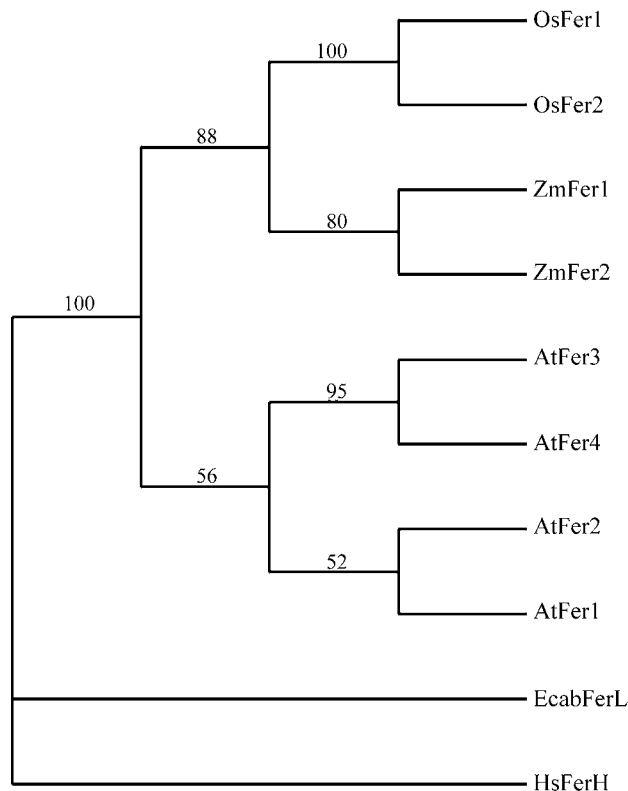 OsFer1
100
OsFer2
88
ZmFer1
80
ZmFer2
100
AtFer3
95
AtFer4
56
AtFer2
52
AtFer1
EcabFerL
HsFerH